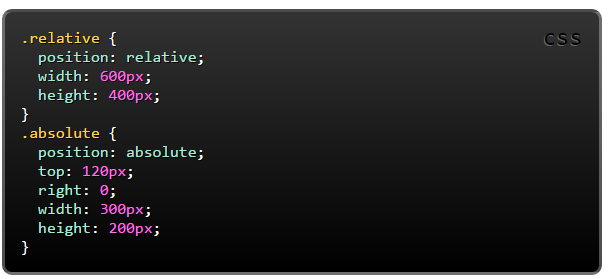 css
.relative {
  position: relative;
  width: 600px;
  height: 400px;
}
.absolute {
  position: absolute;
  top: 120px;
  right: 0;
  width: 300px;
  height: 200px;
}